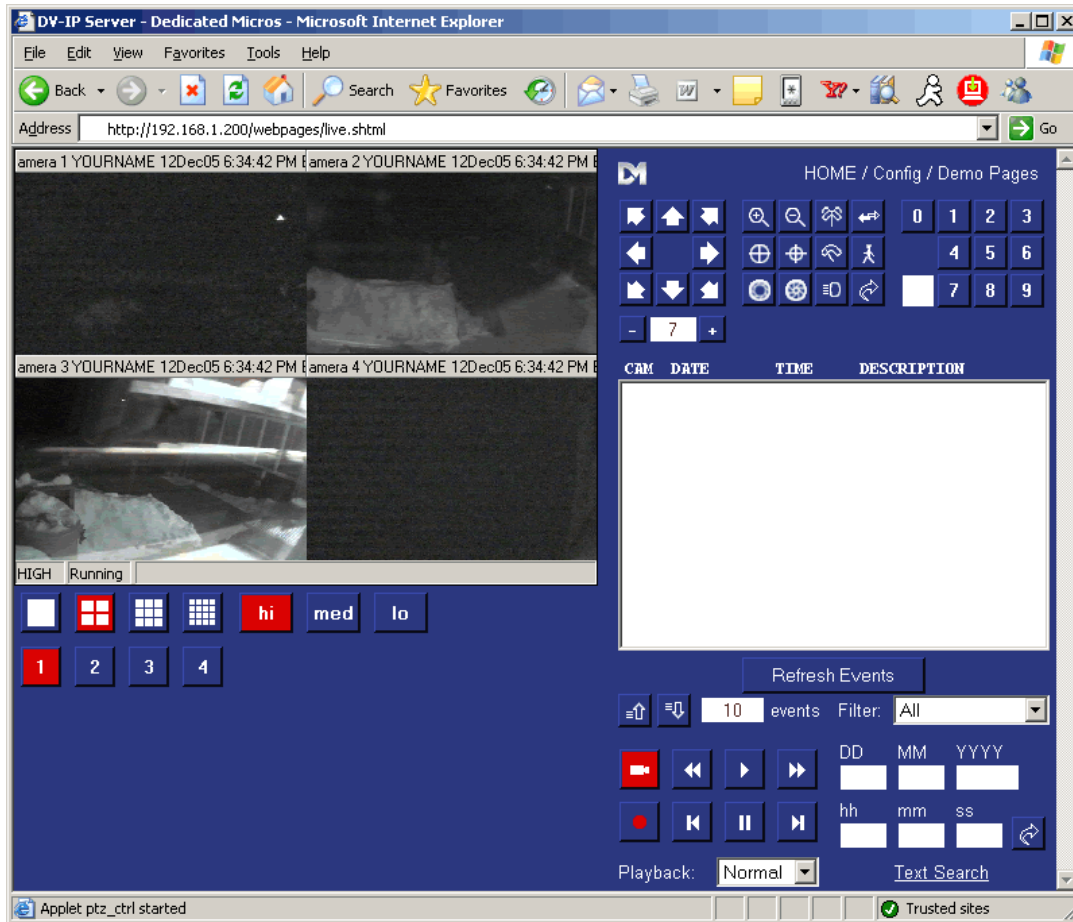 DV-IP Server - Dedicated Micros - Microsoft Internet Explorer
File Edit View Favorites Tools Help
Back Search Favorites
Address http://192.168.1.200/webpages/live.shtml Go
amera 1 YOURNAME 12Dec05 6:34:42 PM E amera 2 YOURNAME 12Dec05 6:34:42 PM E
HOME / Config / Demo Pages
0 1 2 3
4 5 6
7 8 9
- 7 +
amera 3 YOURNAME 12Dec05 6:34:42 PM E amera 4 YOURNAME 12Dec05 6:34:42 PM E
CAM DATE TIME DESCRIPTION
HIGH Running
hi med lo
1 2 3 4
Refresh Events
10 events Filter: All
DD MM YYYY
hh mm ss
Playback: Normal Text Search
Applet ptz_ctrl started Trusted sites